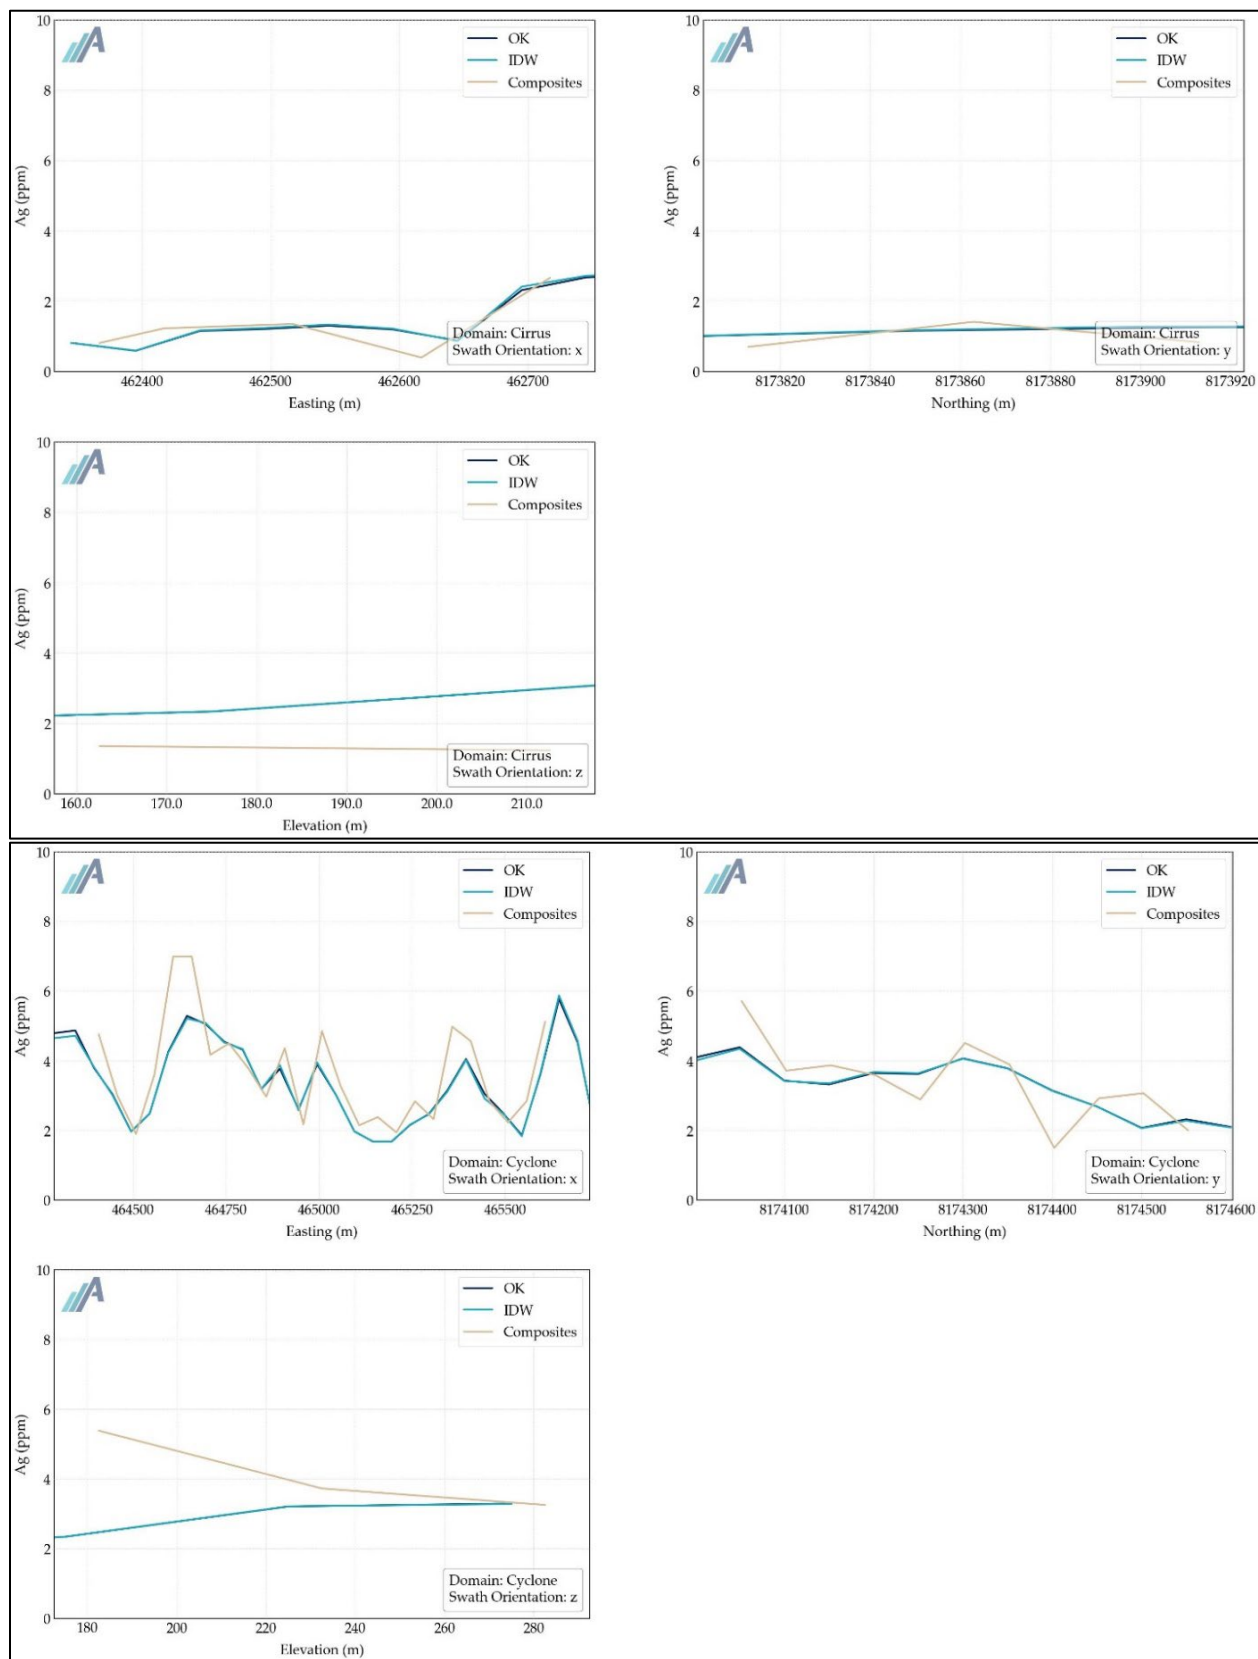 10
8
6
4
2
0
Ag (ppm)
OK
IDW
Composites
Domain: Cirrus
Swath Orientation: x
462400 462500 462600 462700
Easting (m)
10
8
6
4
2
0
Ag (ppm)
OK
IDW
Composites
Domain: Cirrus
Swath Orientation: y
8173820 8173840 8173860 8173880 8173900 8173920
Northing (m)
10
8
6
4
2
0
Ag (ppm)
OK
IDW
Composites
Domain: Cirrus
Swath Orientation: z
160.0 170.0 180.0 190.0 200.0 210.0
Elevation (m)
10
8
6
4
2
0
Ag (ppm)
OK
IDW
Composites
Domain: Cyclone
Swath Orientation: x
464500 464750 465000 465250 465500
Easting (m)
10
8
6
4
2
0
Ag (ppm)
OK
IDW
Composites
Domain: Cyclone
Swath Orientation: y
8174100 8174200 8174300 8174400 8174500 8174600
Northing (m)
10
8
6
4
2
0
Ag (ppm)
OK
IDW
Composites
Domain: Cyclone
Swath Orientation: z
180 200 220 240 260 280
Elevation (m)